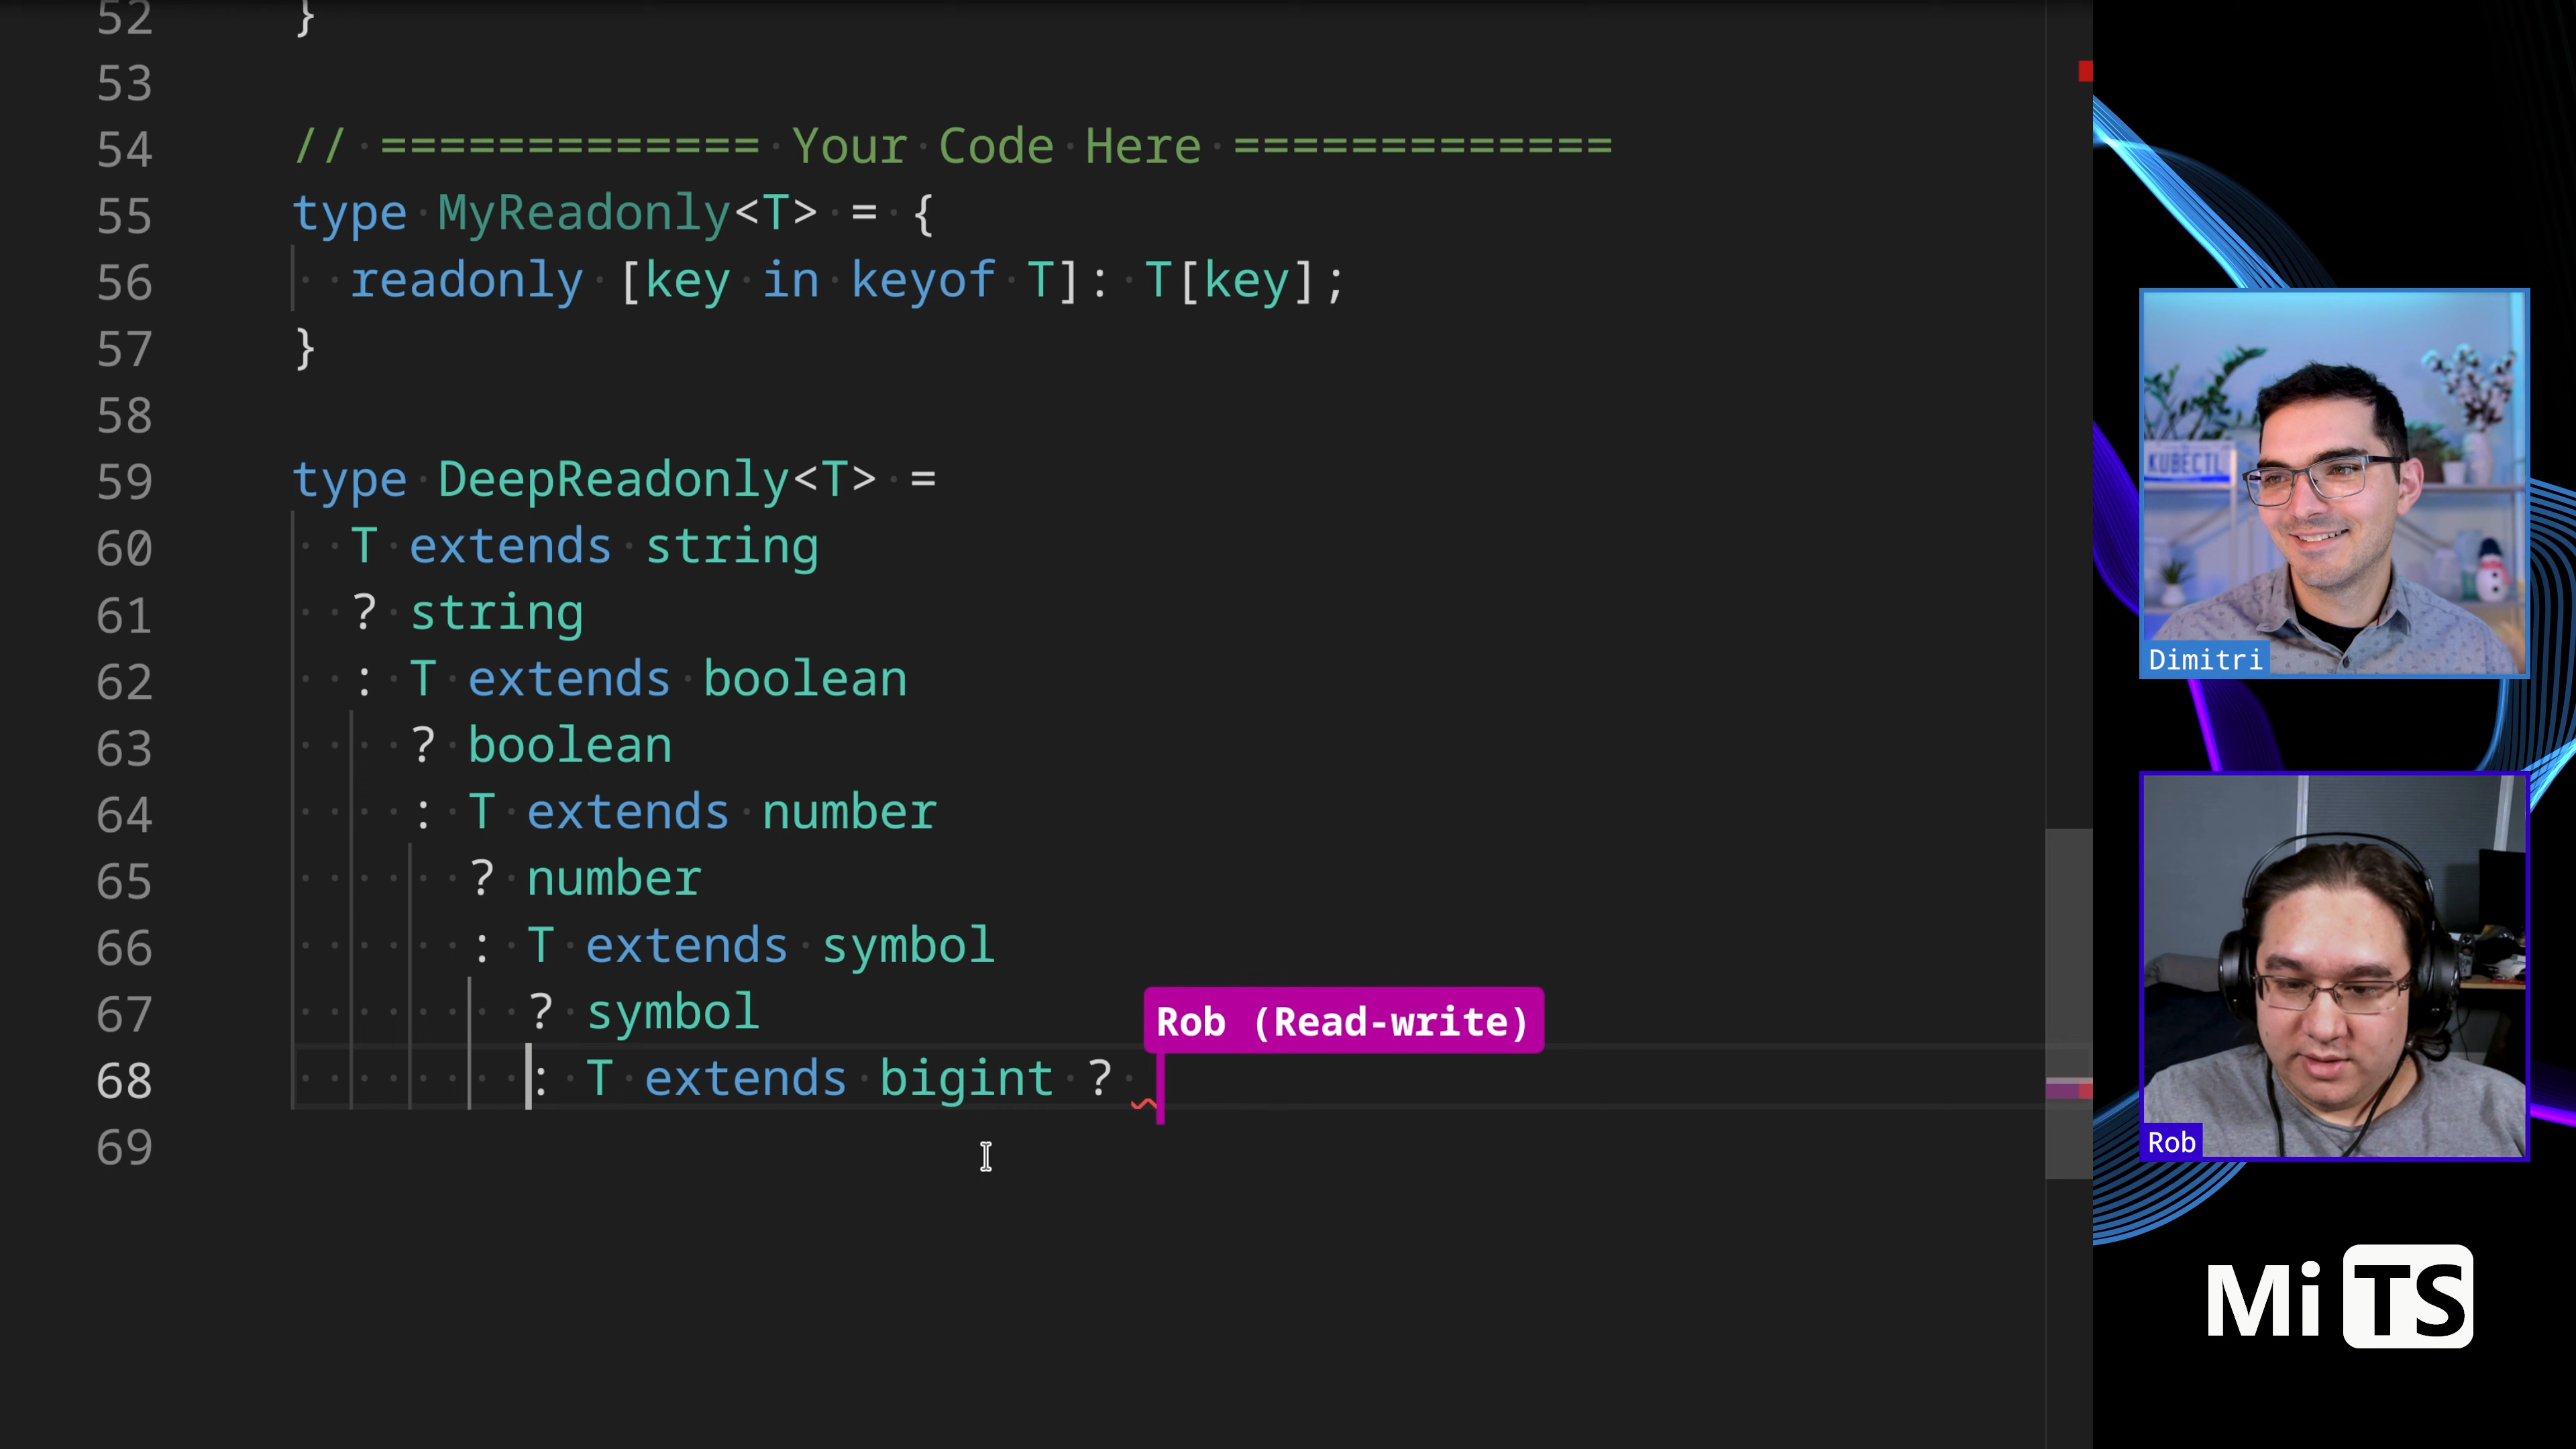 52 }
53
54 // ============= Your Code Here =============
55 type MyReadonly<T> = {
56   readonly [key in keyof T]: T[key];
57 }
58
59 type DeepReadonly<T> =
60   T extends string
61   ? string
62   : T extends boolean
63     ? boolean
64     : T extends number
65       ? number
66       : T extends symbol
67         ? symbol
Rob (Read-write)
68         : T extends bigint ?
69
KUBECTL
Dimitri
Rob
Mi TS